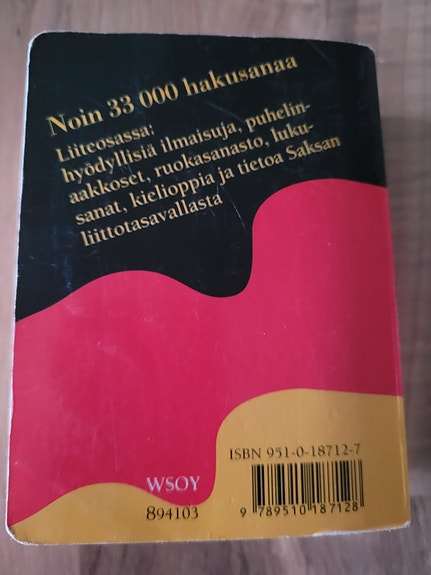 Noin 33 000 hakusanaa
Liiteosassa:
hyödyllisiä ilmaisuja, puhelin-
aakkoset, ruokasanasto, luku-
sanat, kielioppia ja tietoa Saksan
liittotasavallasta
ISBN 951-0-18712-7
WSOY
894103
9 789510 187128